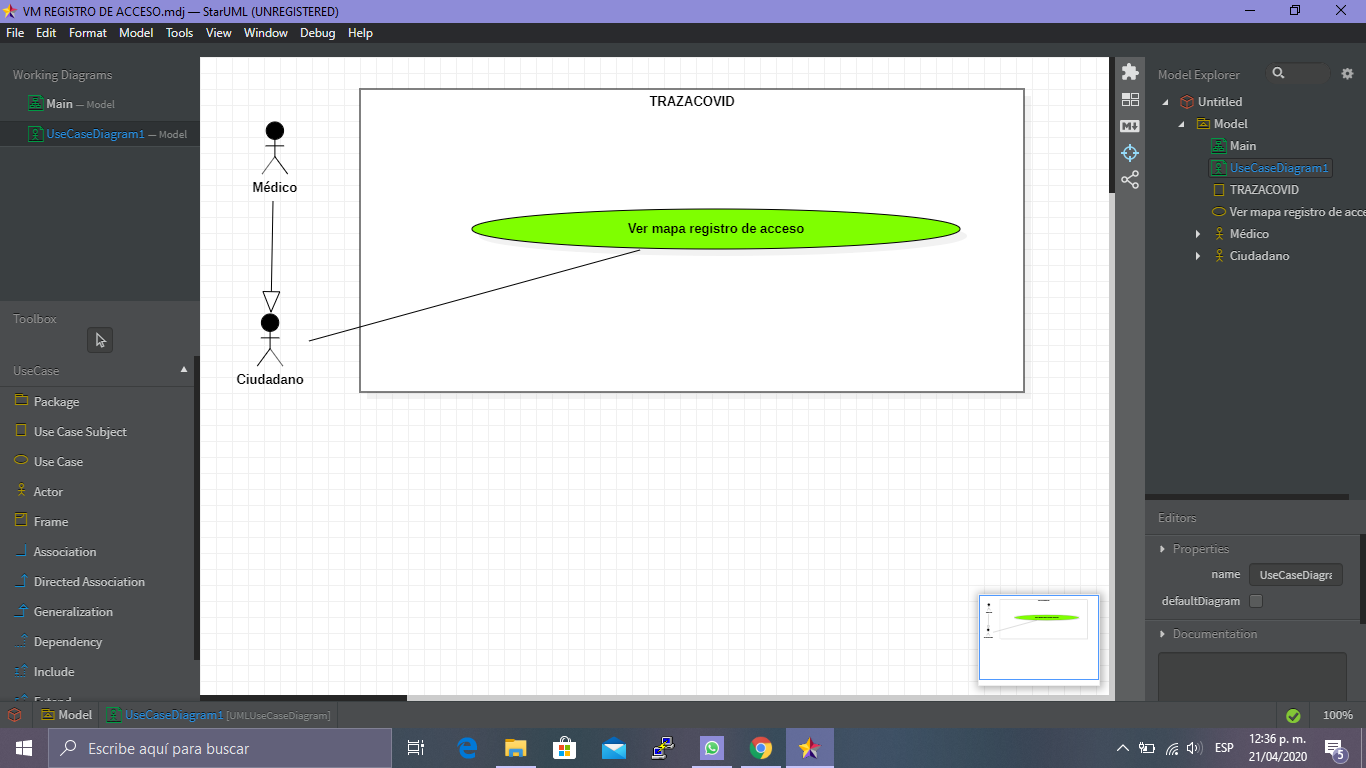 VM REGISTRO DE ACCESO.mdj — StarUML (UNREGISTERED)
File Edit Format Model Tools View Window Debug Help
Working Diagrams
Main — Model
UseCaseDiagram1 — Model
Toolbox
UseCase
Package
Use Case Subject
Use Case
Actor
Frame
Association
Directed Association
Generalization
Dependency
Include
Extend
TRAZACOVID
Médico
Ver mapa registro de acceso
Ciudadano
Model Explorer
Untitled
Model
Main
UseCaseDiagram1
TRAZACOVID
Ver mapa registro de acce
Médico
Ciudadano
Editors
Properties
name UseCaseDiagra
defaultDiagram
Documentation
Model UseCaseDiagram1 [UMLUseCaseDiagram]
100%
Escribe aquí para buscar
ESP
12:36 p. m.
21/04/2020
5